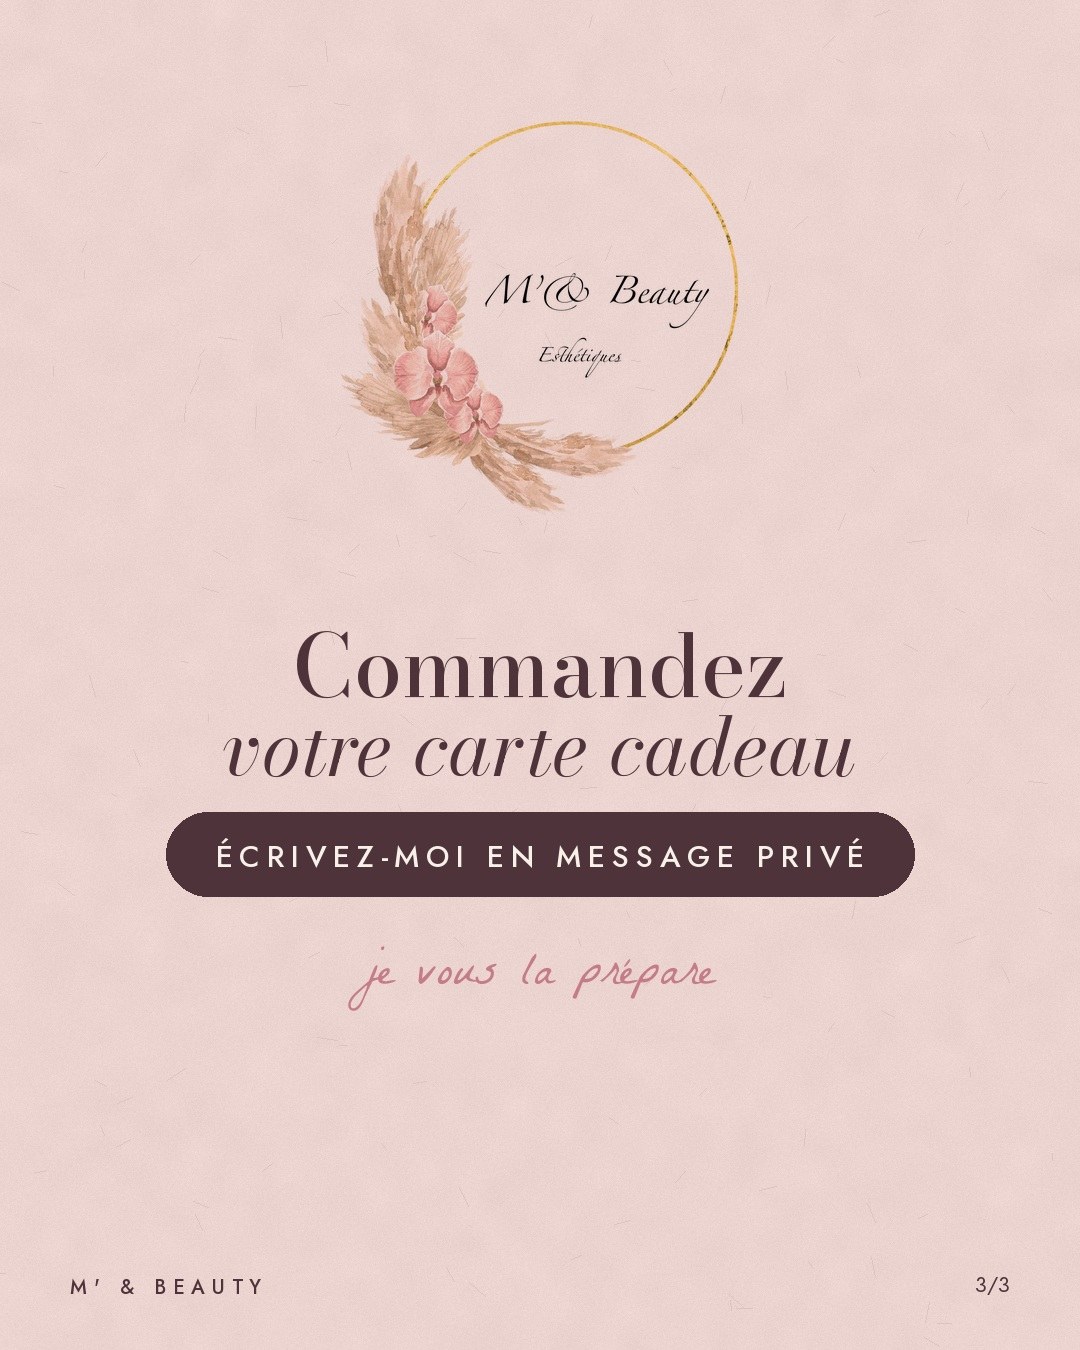 M'& Beauty
Esthétiques
Commandez
votre carte cadeau
ÉCRIVEZ-MOI EN MESSAGE PRIVÉ
je vous la prépare
M' & BEAUTY
3/3